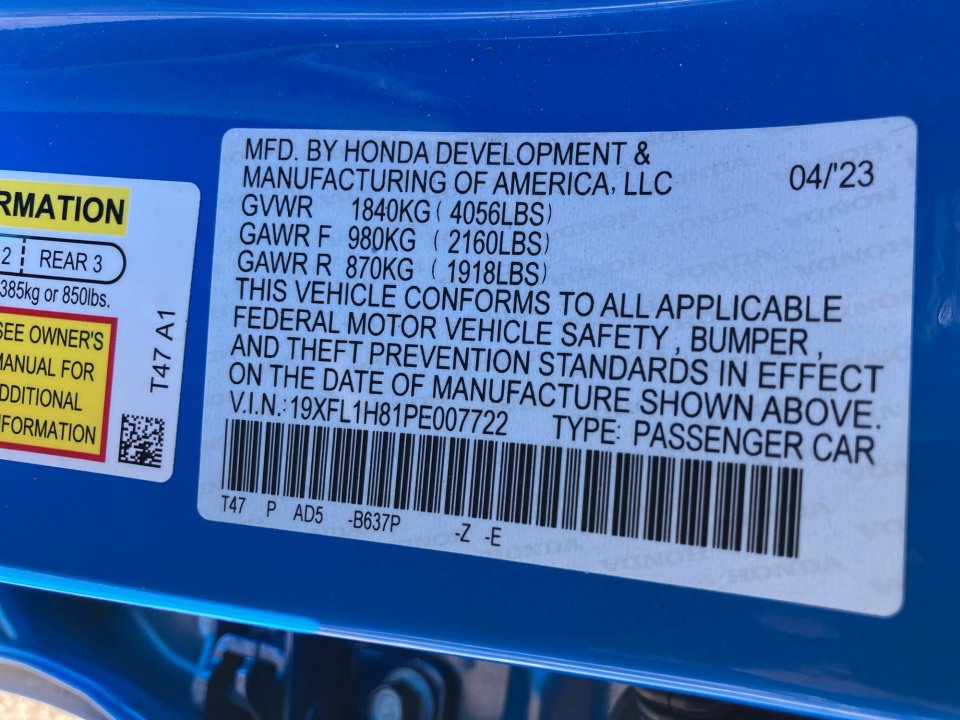 RMATION
2 REAR 3
385kg or 850lbs.
SEE OWNER'S
MANUAL FOR
ADDITIONAL
INFORMATION
T47 A1
MFD. BY HONDA DEVELOPMENT &
MANUFACTURING OF AMERICA, LLC 04/'23
GVWR 1840KG ( 4056LBS)
GAWR F 980KG ( 2160LBS)
GAWR R 870KG ( 1918LBS)
THIS VEHICLE CONFORMS TO ALL APPLICABLE
FEDERAL MOTOR VEHICLE SAFETY , BUMPER ,
AND THEFT PREVENTION STANDARDS IN EFFECT
ON THE DATE OF MANUFACTURE SHOWN ABOVE.
V.I.N.: 19XFL1H81PE007722 TYPE: PASSENGER CAR
T47 P AD5 -B637P -Z -E